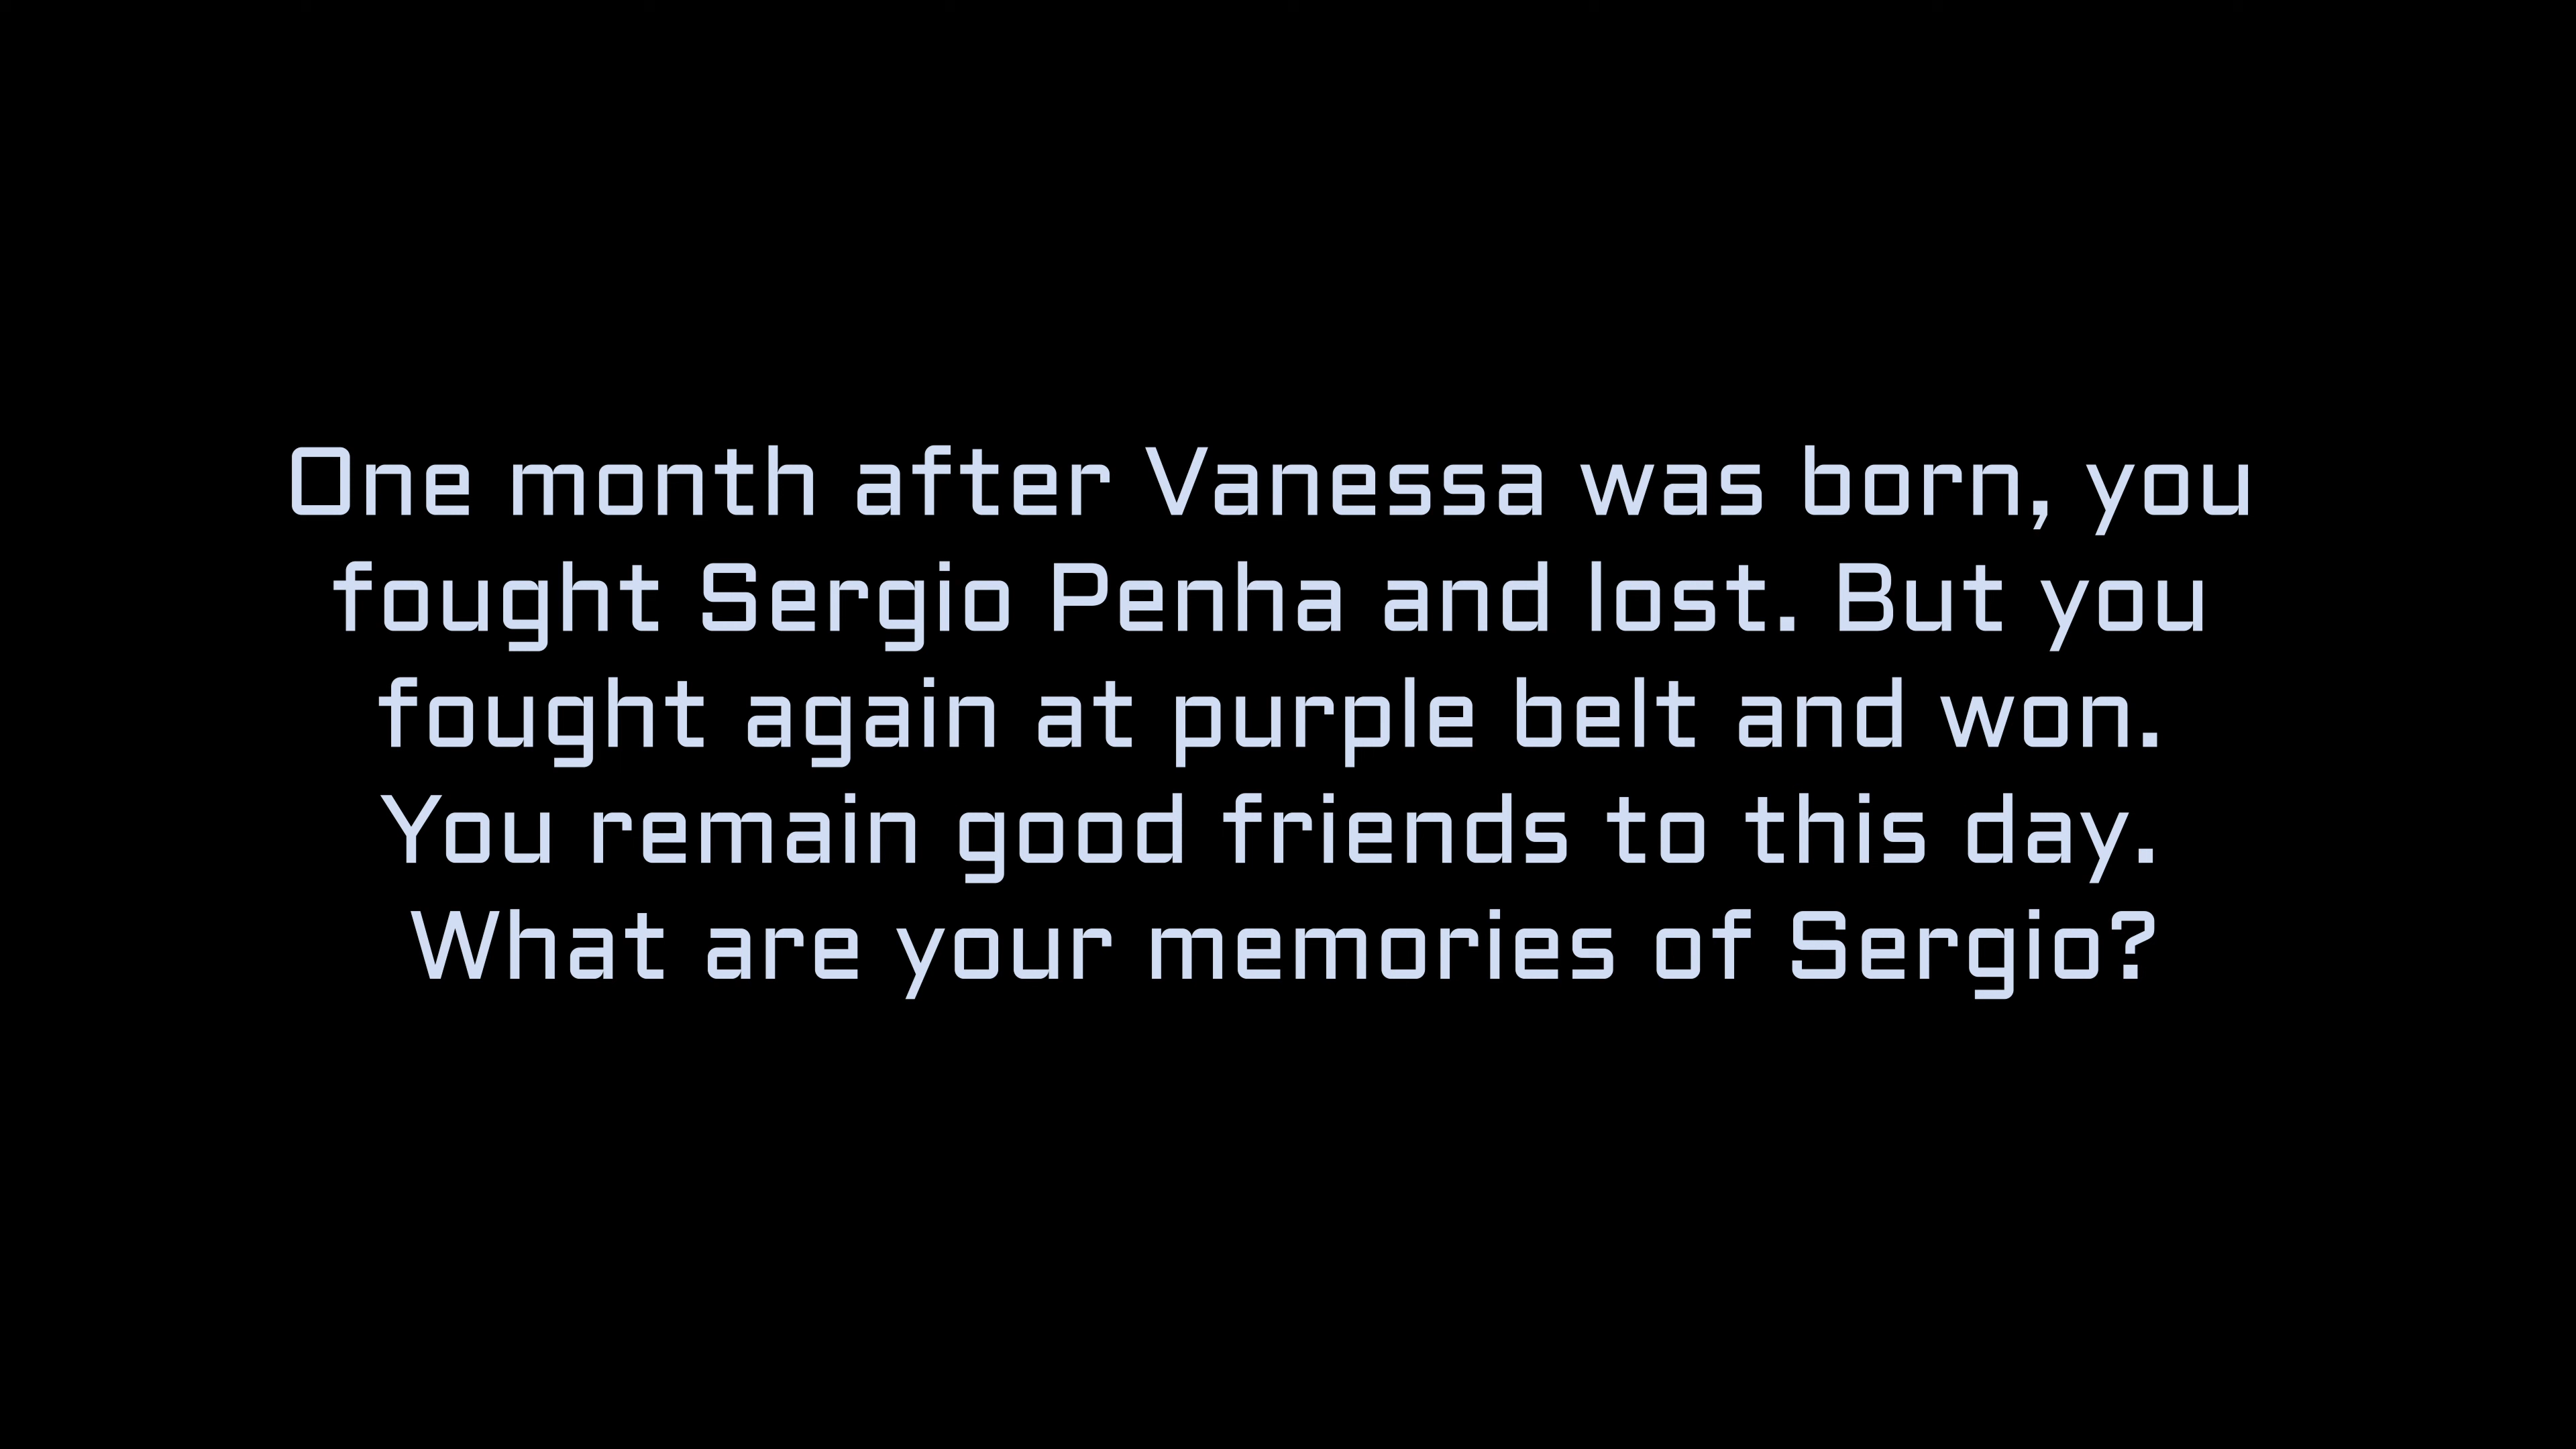 One month after Vanessa was born, you
fought Sergio Penha and lost. But you
fought again at purple belt and won.
You remain good friends to this day.
What are your memories of Sergio?